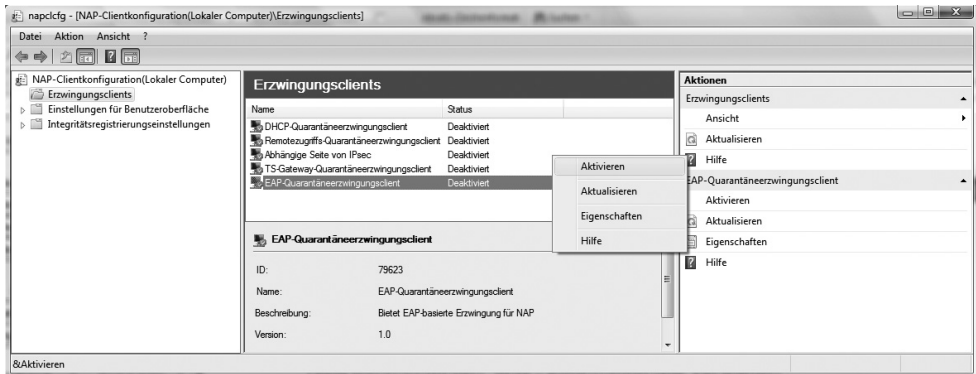 napclcfg - [NAP-Clientkonfiguration(Lokaler Computer)\Erzwingungsclients]
Datei Aktion Ansicht ?
NAP-Clientkonfiguration(Lokaler Computer)
Erzwingungsclients
Einstellungen für Benutzeroberfläche
Integritätsregistrierungseinstellungen
Erzwingungsclients
Name Status
DHCP-Quarantäneerzwingungsclient Deaktiviert
Remotezugriffs-Quarantäneerzwingungsclient Deaktiviert
Abhängige Seite von IPsec Deaktiviert
TS-Gateway-Quarantäneerzwingungsclient Deaktiviert
EAP-Quarantäneerzwingungsclient Deaktiviert
Aktivieren
Aktualisieren
Eigenschaften
Hilfe
EAP-Quarantäneerzwingungsclient
ID: 79623
Name: EAP-Quarantäneerzwingungsclient
Beschreibung: Bietet EAP-basierte Erzwingung für NAP
Version: 1.0
Aktionen
Erzwingungsclients
Ansicht
Aktualisieren
Hilfe
EAP-Quarantäneerzwingungsclient
Aktivieren
Aktualisieren
Eigenschaften
Hilfe
&Aktivieren